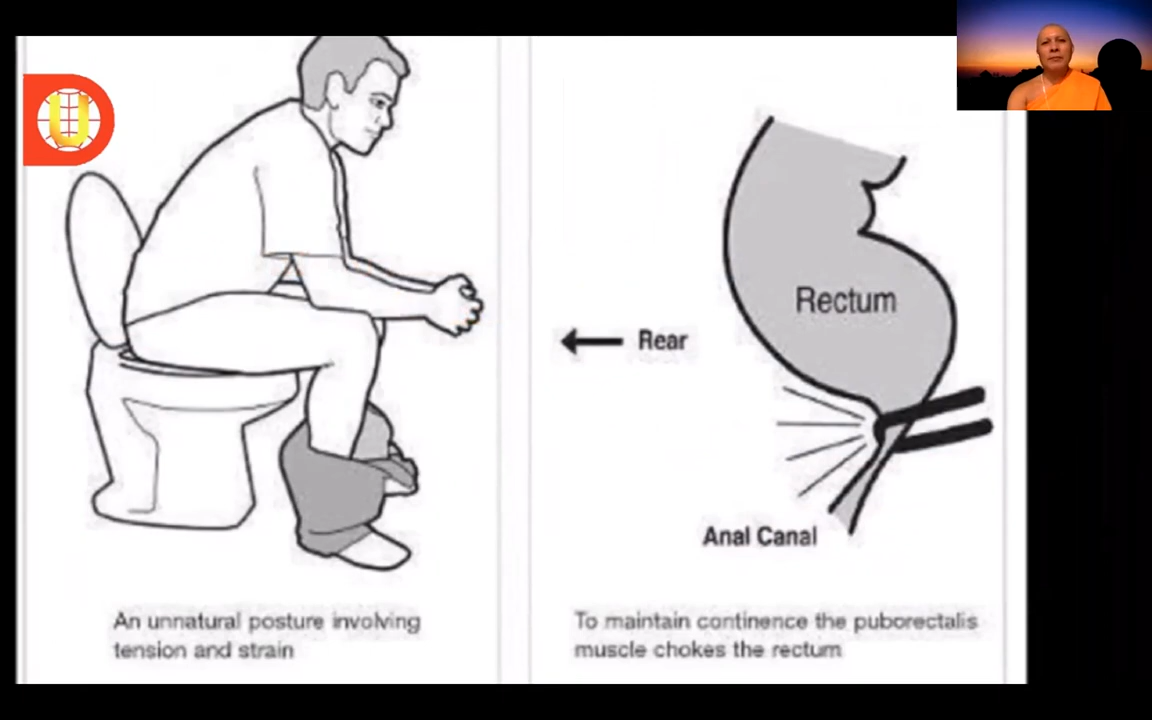 U
Rectum
Rear
Anal Canal
An unnatural posture involving
tension and strain
To maintain continence the puborectalis
muscle chokes the rectum